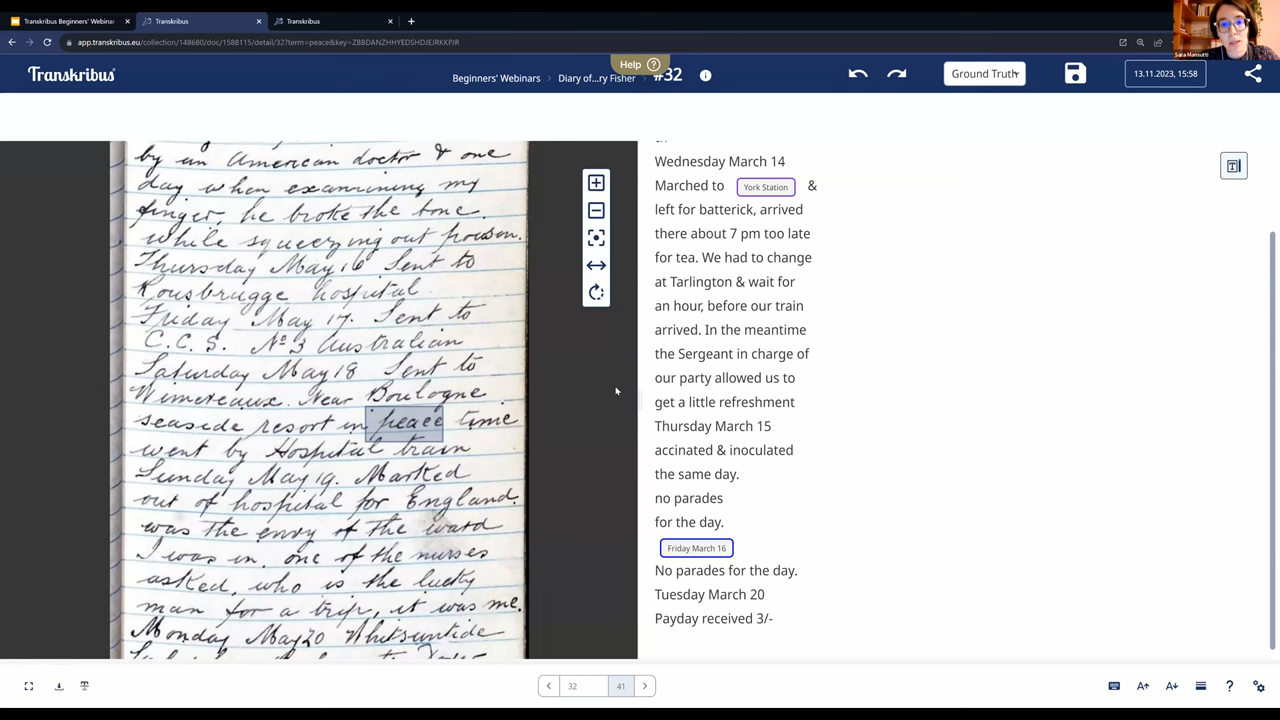 Transkribus Beginners' Webinar
Transkribus
Transkribus
app.transkribus.eu/collection/148680/doc/1588115/detail/32?term=peace&key=ZBBDANZHHYEDSHDJEJRKKPJR
Sara Mansutti
Transkribus
Beginners' Webinars
Diary of...ry Fisher
#32
Help
Ground Truth
13.11.2023, 15:58
by an American doctor & one
day when examining my
finger, he broke the bone
while squeezing out poison.
Thursday May 16 Sent to
Rousbrugge hospital
Friday May 17. Sent to
C.C.S. No 3 Australian
Saturday May 18 Sent to
Wimereaux. Near Boulogne
seaside resort in peace time
went by Hospital train
Sunday May 19. Marked
out of hospital for England.
was the envy of the ward
I was in. one of the nurses
asked, who is the lucky
man for a trip, it was me.
Monday May 20 Whitsuntide
Wednesday March 14
Marched to York Station &
left for batterick, arrived
there about 7 pm too late
for tea. We had to change
at Tarlington & wait for
an hour, before our train
arrived. In the meantime
the Sergeant in charge of
our party allowed us to
get a little refreshment
Thursday March 15
accinated & inoculated
the same day.
no parades
for the day.
Friday March 16
No parades for the day.
Tuesday March 20
Payday received 3/-
32
41